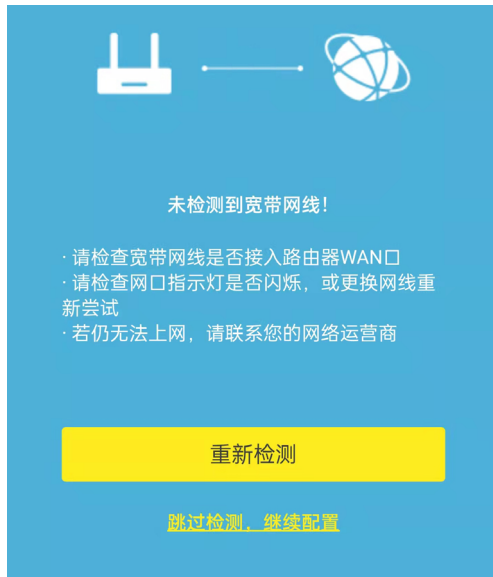 未检测到宽带网线!
· 请检查宽带网线是否接入路由器WAN口
· 请检查网口指示灯是否闪烁，或更换网线重
新尝试
· 若仍无法上网，请联系您的网络运营商
重新检测
跳过检测，继续配置